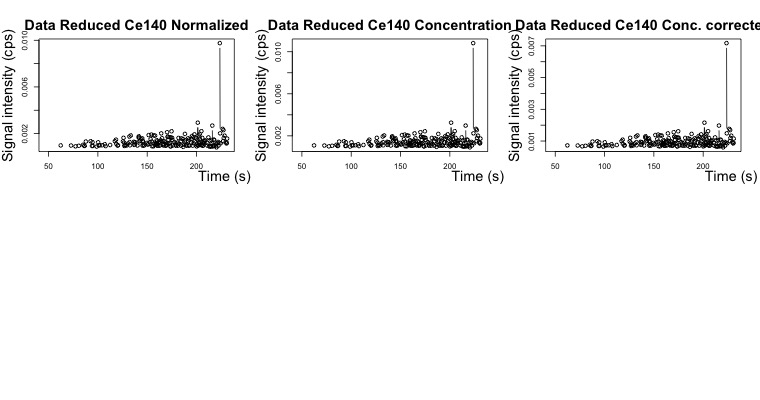 Data Reduced Ce140 Normalized
Signal intensity (cps)
0.002 0.006 0.010
50 100 150 200
Time (s)
Data Reduced Ce140 Concentration
Signal intensity (cps)
0.002 0.006 0.010
50 100 150 200
Time (s)
Data Reduced Ce140 Conc. correcte
Signal intensity (cps)
0.001 0.003 0.005 0.007
50 100 150 200
Time (s)